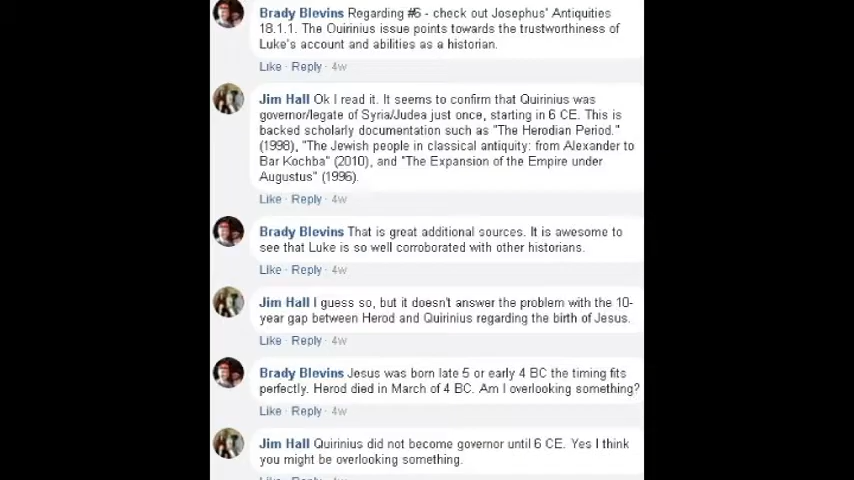 Brady Blevins Regarding #6 - check out Josephus' Antiquities
18.1.1. The Quirinius issue points towards the trustworthiness of
Luke's account and abilities as a historian.
Like · Reply · 4w
Jim Hall Ok I read it. It seems to confirm that Quirinius was
governor/legate of Syria/Judea just once, starting in 6 CE. This is
backed scholarly documentation such as "The Herodian Period."
(1998), "The Jewish people in classical antiquity: from Alexander to
Bar Kochba" (2010), and "The Expansion of the Empire under
Augustus" (1996).
Like · Reply · 4w
Brady Blevins That is great additional sources. It is awesome to
see that Luke is so well corroborated with other historians.
Like · Reply · 4w
Jim Hall I guess so, but it doesn't answer the problem with the 10-
year gap between Herod and Quirinius regarding the birth of Jesus.
Like · Reply · 4w
Brady Blevins Jesus was born late 5 or early 4 BC the timing fits
perfectly. Herod died in March of 4 BC. Am I overlooking something?
Like · Reply · 4w
Jim Hall Quirinius did not become governor until 6 CE. Yes I think
you might be overlooking something.